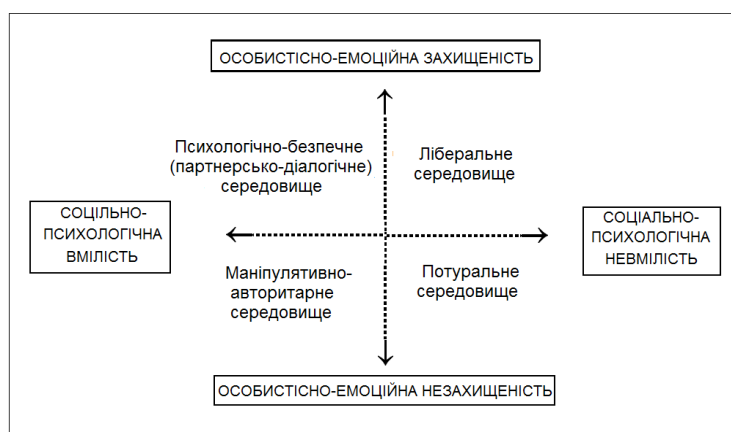 ОСОБИСТІСНО-ЕМОЦІЙНА ЗАХИЩЕНІСТЬ
Психологічно-безпечне
(партнерсько-діалогічне)
середовище
Ліберальне
середовище
СОЦІЛЬНО-
ПСИХОЛОГІЧНА
ВМІЛІСТЬ
СОЦІАЛЬНО-
ПСИХОЛОГІЧНА
НЕВМІЛІСТЬ
Маніпулятивно-
авторитарне
середовище
Потуральне
середовище
ОСОБИСТІСНО-ЕМОЦІЙНА НЕЗАХИЩЕНІСТЬ